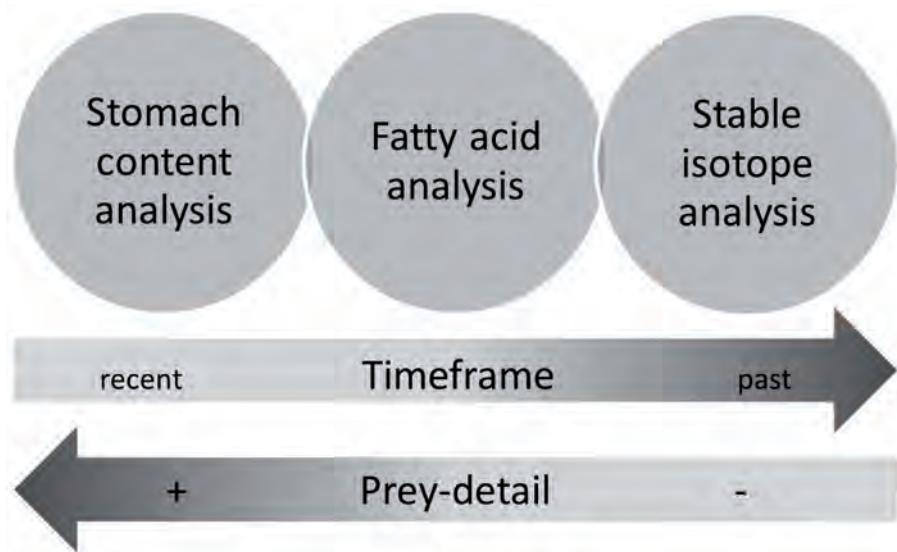 Stomach
content
analysis
Fatty acid
analysis
Stable
isotope
analysis
recent Timeframe past
+ Prey-detail -